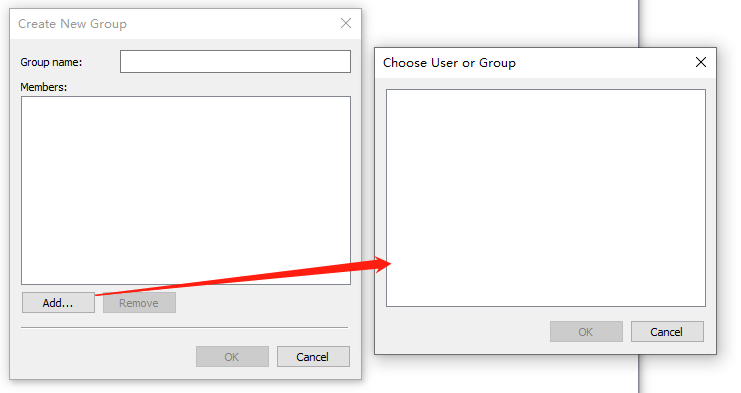 Create New Group
Group name:
Members:
Add...
Remove
OK
Cancel
Choose User or Group
OK
Cancel